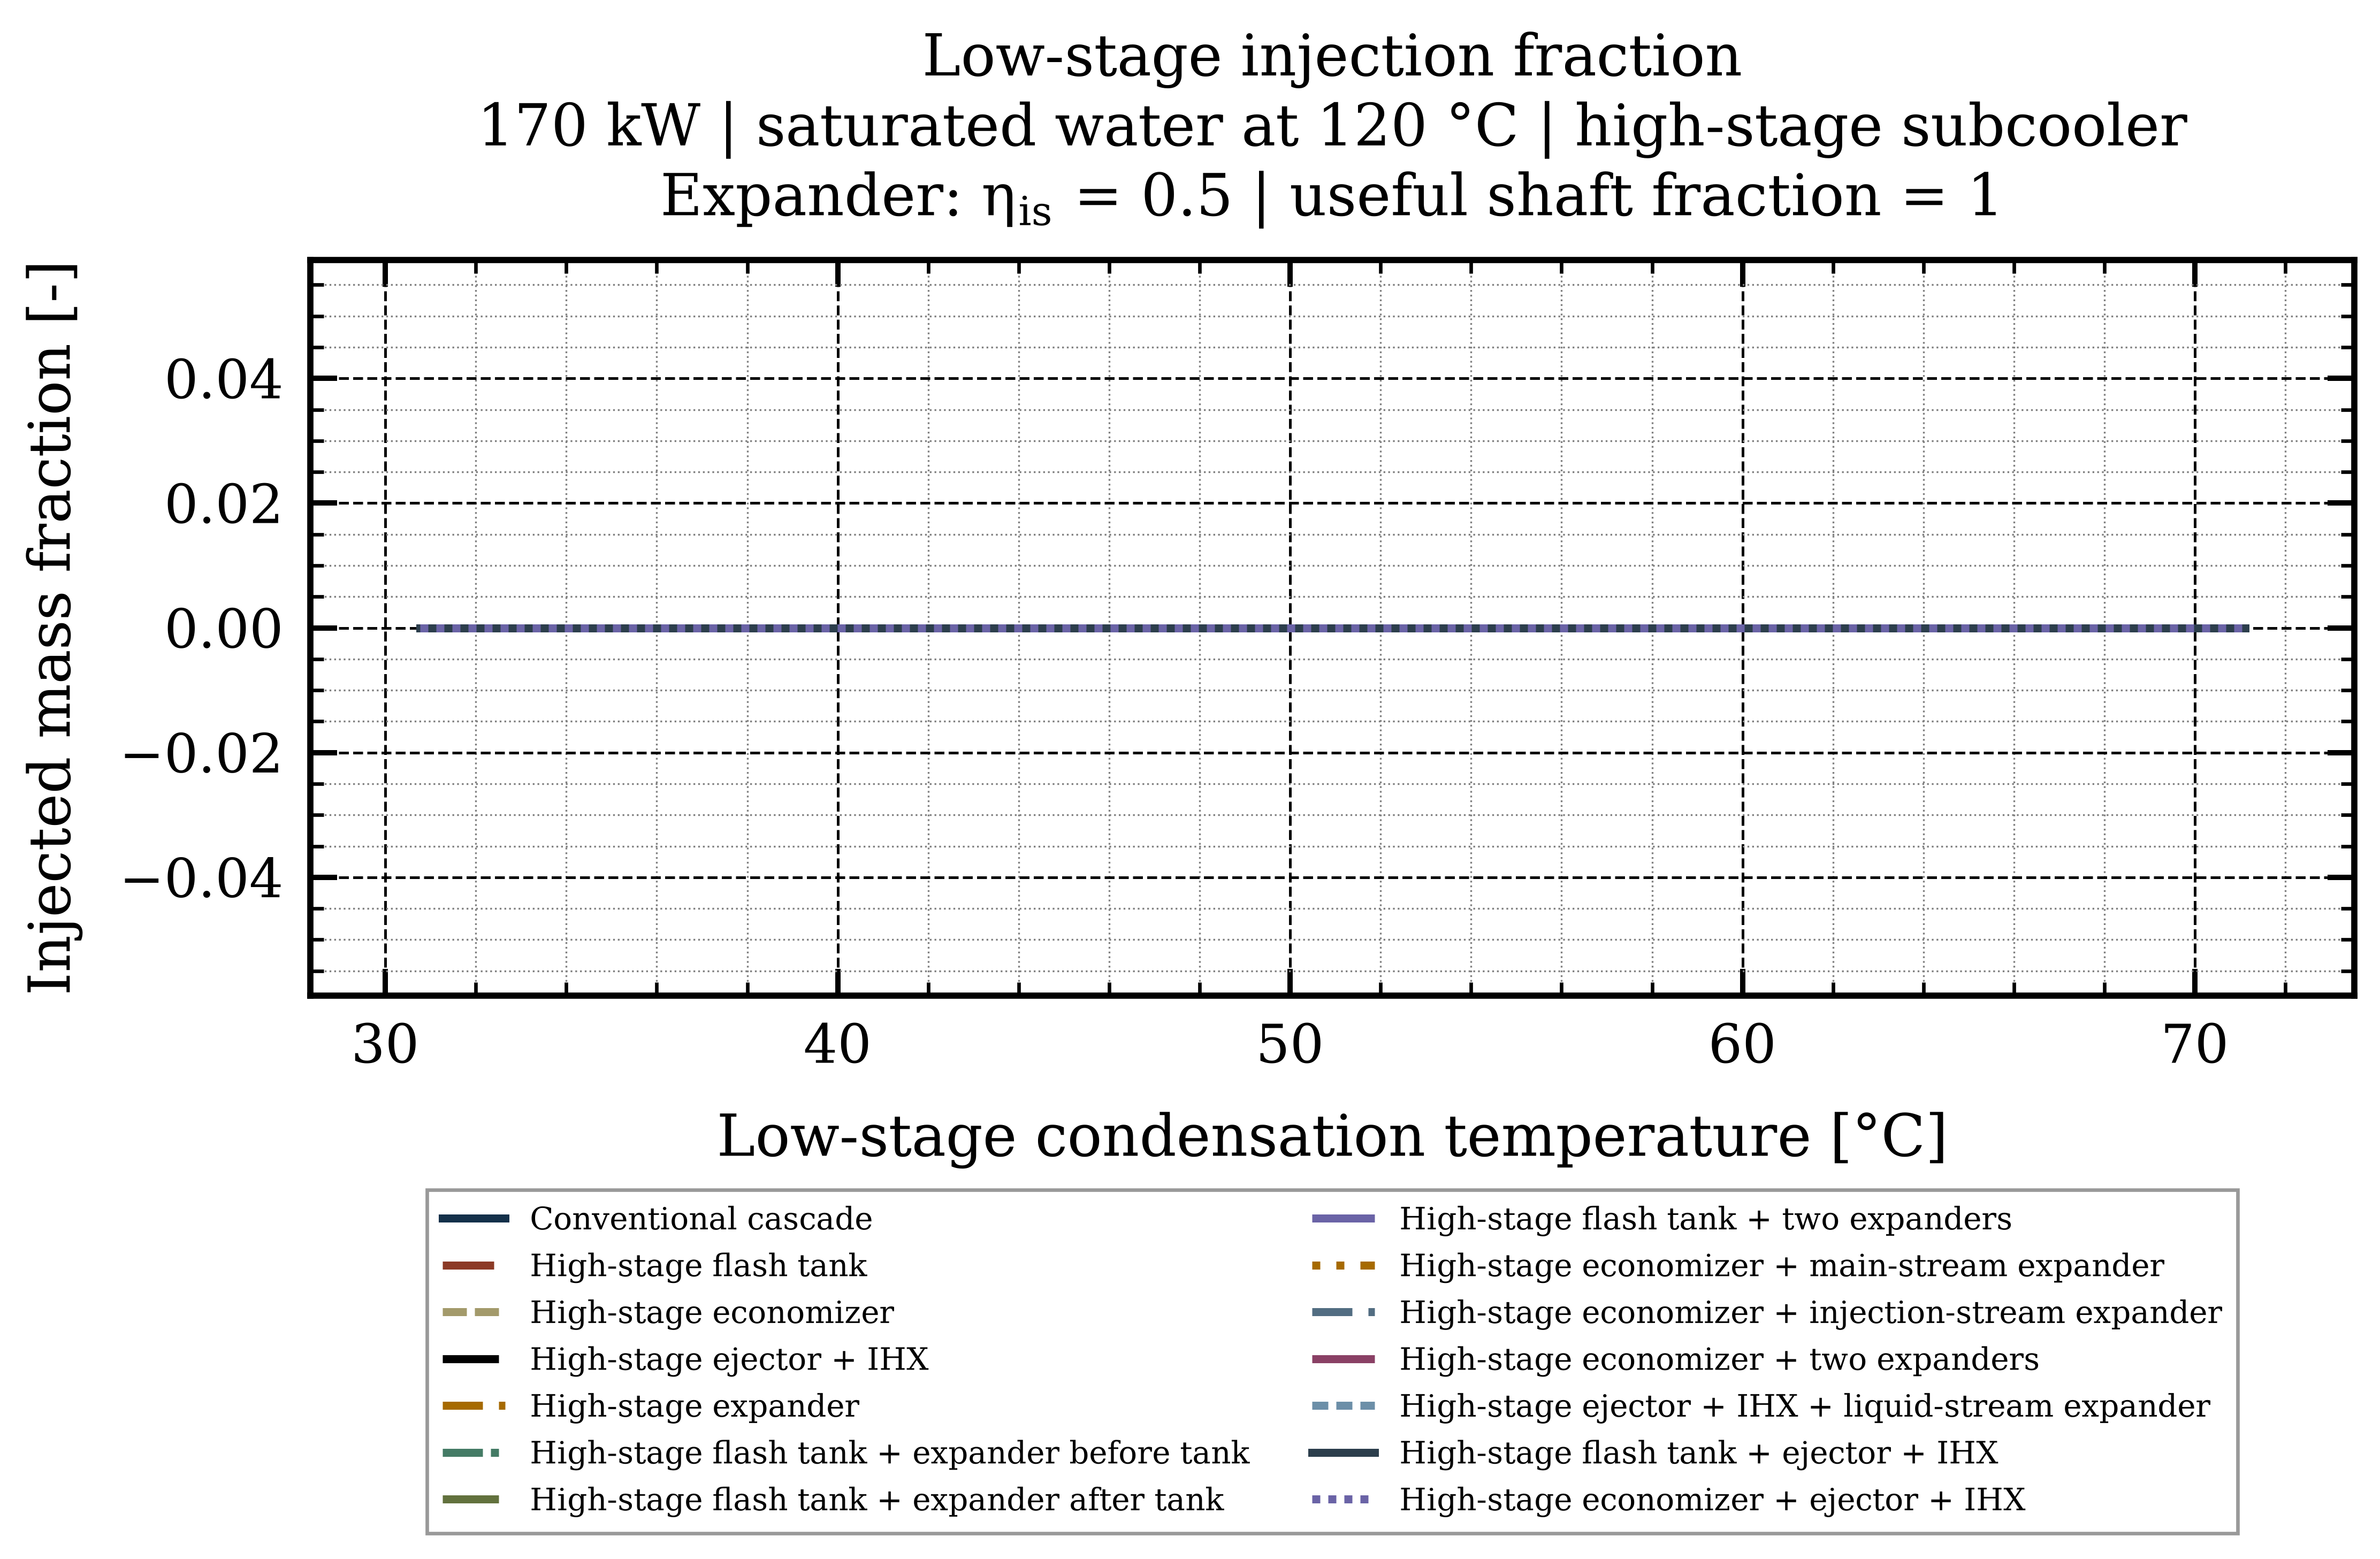 Low-stage injection fraction
170 kW | saturated water at 120 °C | high-stage subcooler
Expander: ηis = 0.5 | useful shaft fraction = 1
Injected mass fraction [-]
0.04
0.02
0.00
−0.02
−0.04
30 40 50 60 70
Low-stage condensation temperature [°C]
Conventional cascade
High-stage flash tank
High-stage economizer
High-stage ejector + IHX
High-stage expander
High-stage flash tank + expander before tank
High-stage flash tank + expander after tank
High-stage flash tank + two expanders
High-stage economizer + main-stream expander
High-stage economizer + injection-stream expander
High-stage economizer + two expanders
High-stage ejector + IHX + liquid-stream expander
High-stage flash tank + ejector + IHX
High-stage economizer + ejector + IHX